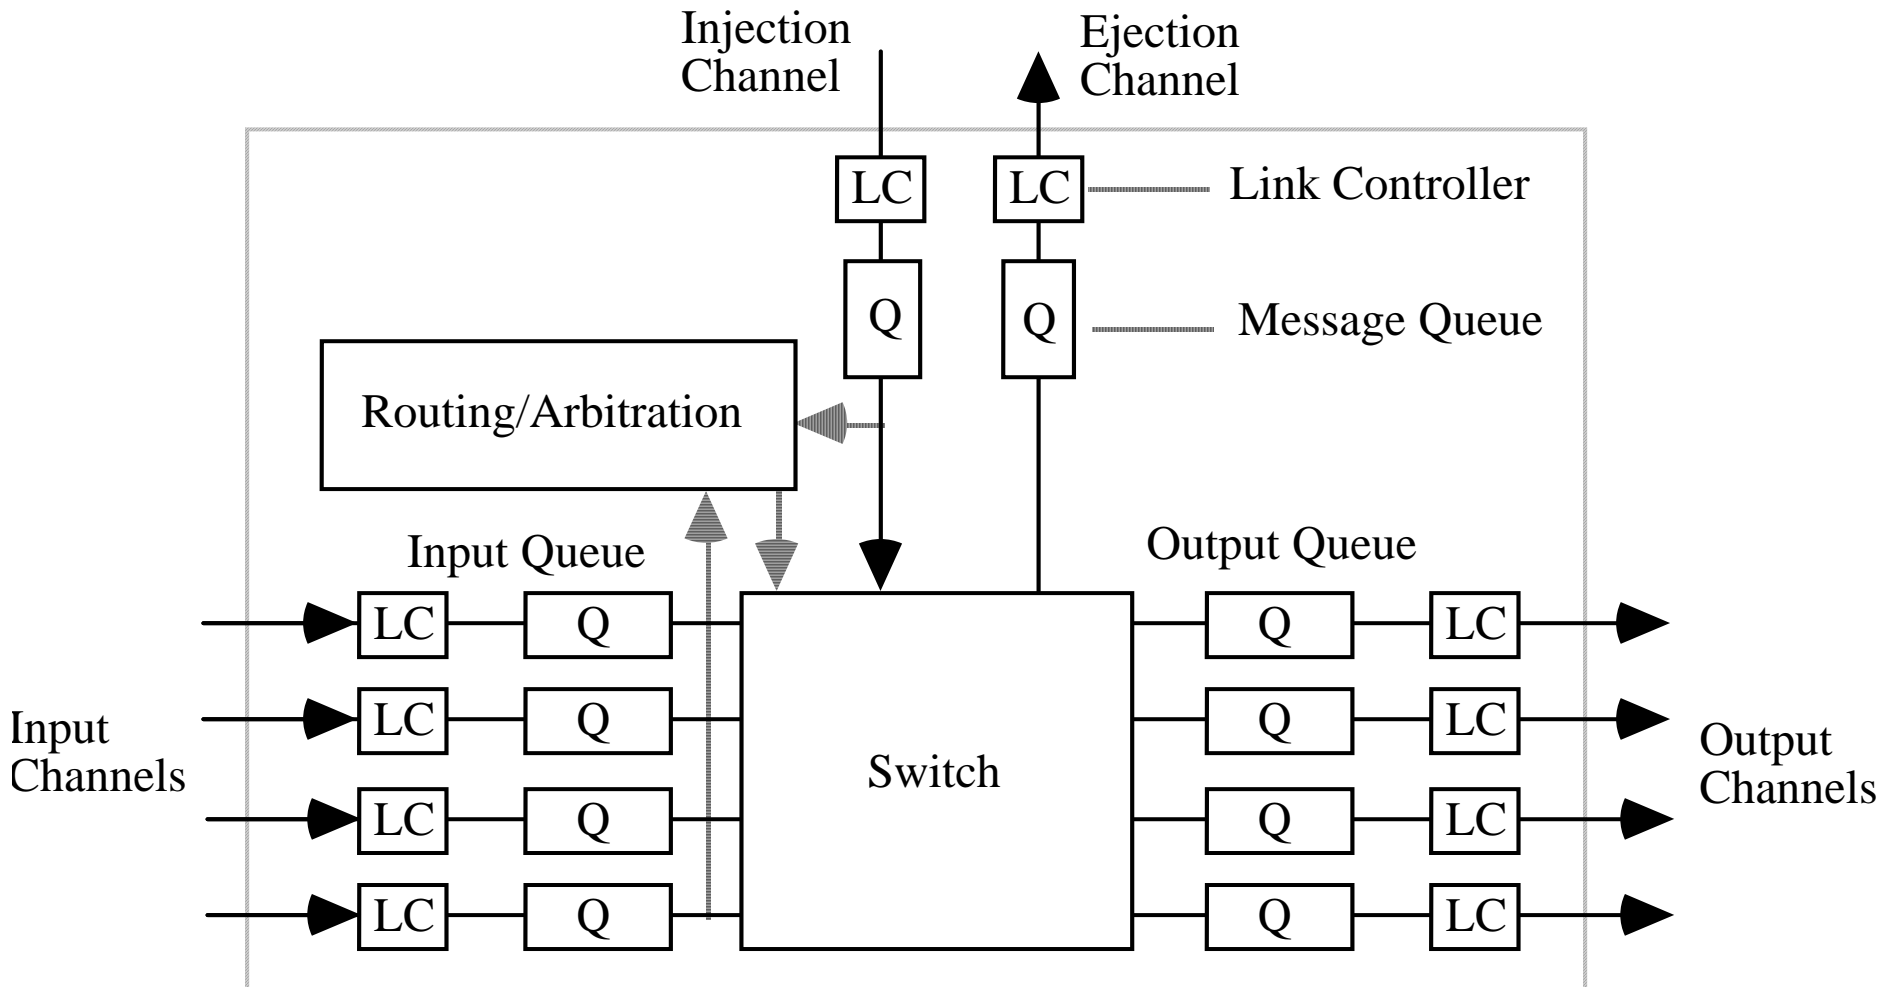 Injection
Channel
Ejection
Channel
LC
LC
Link Controller
Q
Q
Message Queue
Routing/Arbitration
Input Queue
Output Queue
LC
Q
Q
LC
LC
Q
Q
LC
Input
Channels
Switch
Output
Channels
LC
Q
Q
LC
LC
Q
Q
LC